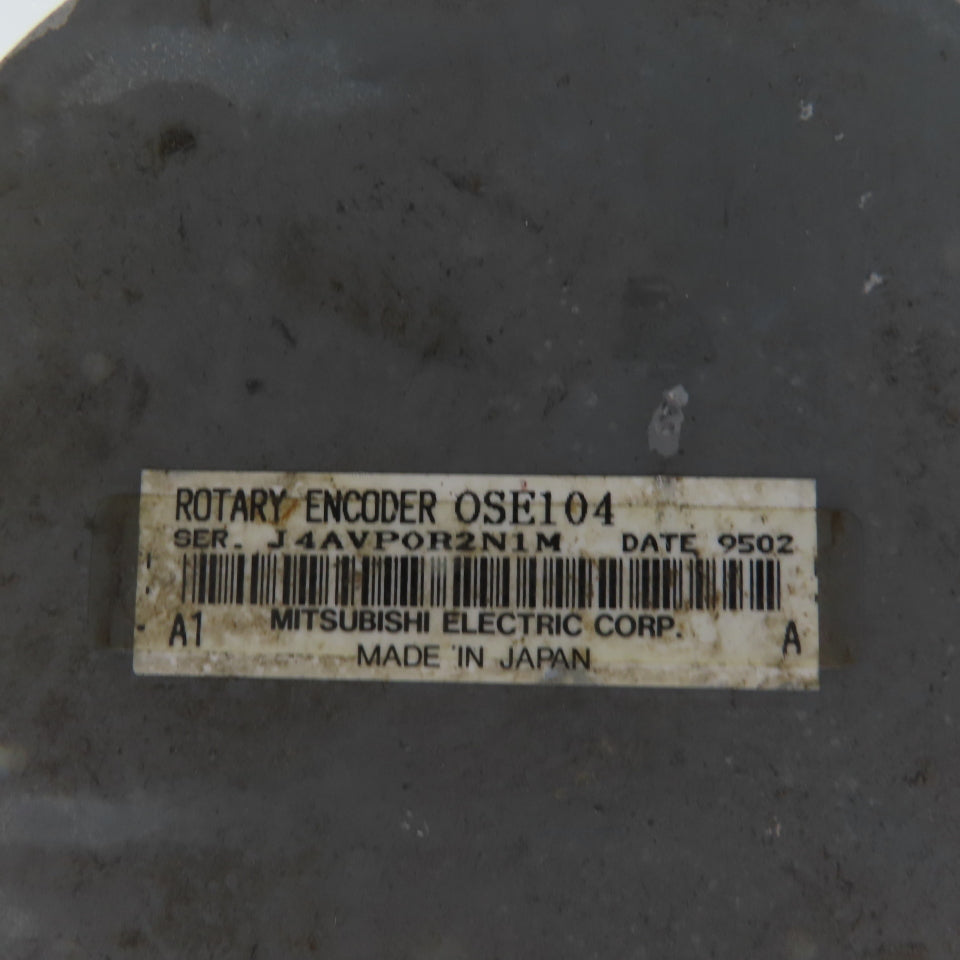 ROTARY ENCODER OSE104
SER. J4AVP0R2N1M DATE 9502
A1 MITSUBISHI ELECTRIC CORP. A
MADE IN JAPAN